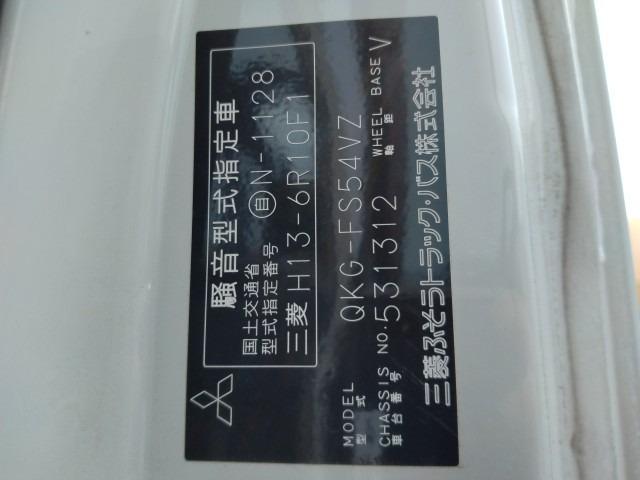 騒音型式指定車
国土交通省
型式指定番号 自N-1128
三菱 H13-6R10F1
MODEL
型式 QKG-FS54VZ
CHASSIS NO. 531312 WHEEL BASE V
車台番号 軸距
三菱ふそうトラック・バス株式会社